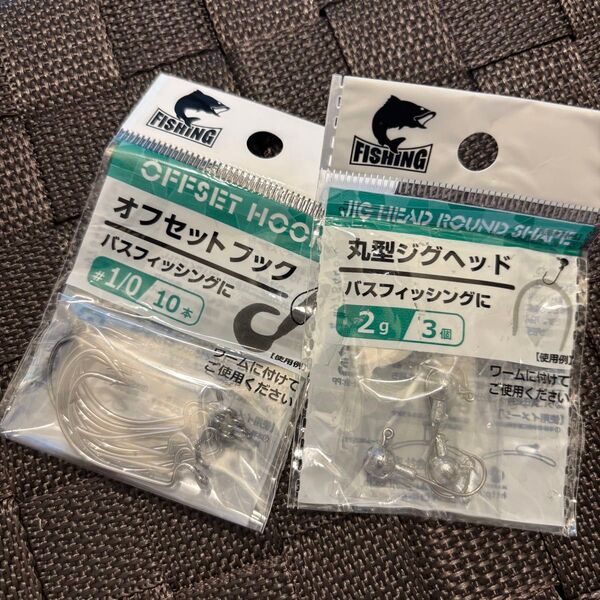 FISHING
OFFSET HOOK
オフセットフック
バスフィッシングに
#1/0 10本
【使用例】
ワームに付けて
ご使用ください
FISHING
JIG HEAD ROUND SHAPE
丸型ジグヘッド
バスフィッシングに
2g 3個
【使用例】
ワームに付けて
ご使用ください